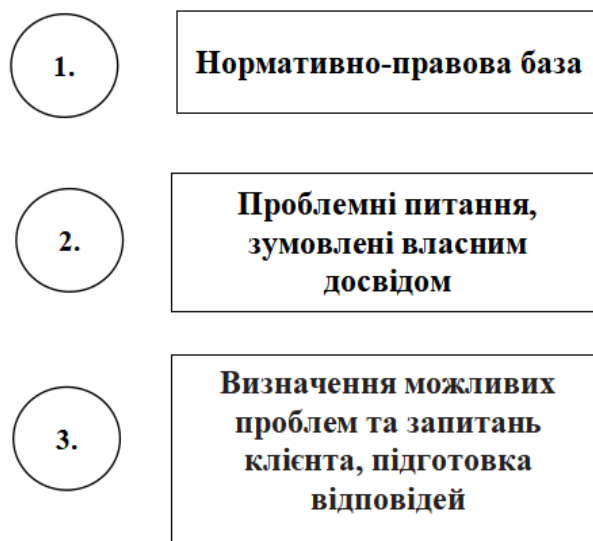 1.
Нормативно-правова база
2.
Проблемні питання,
зумовлені власним
досвідом
3.
Визначення можливих
проблем та запитань
клієнта, підготовка
відповідей